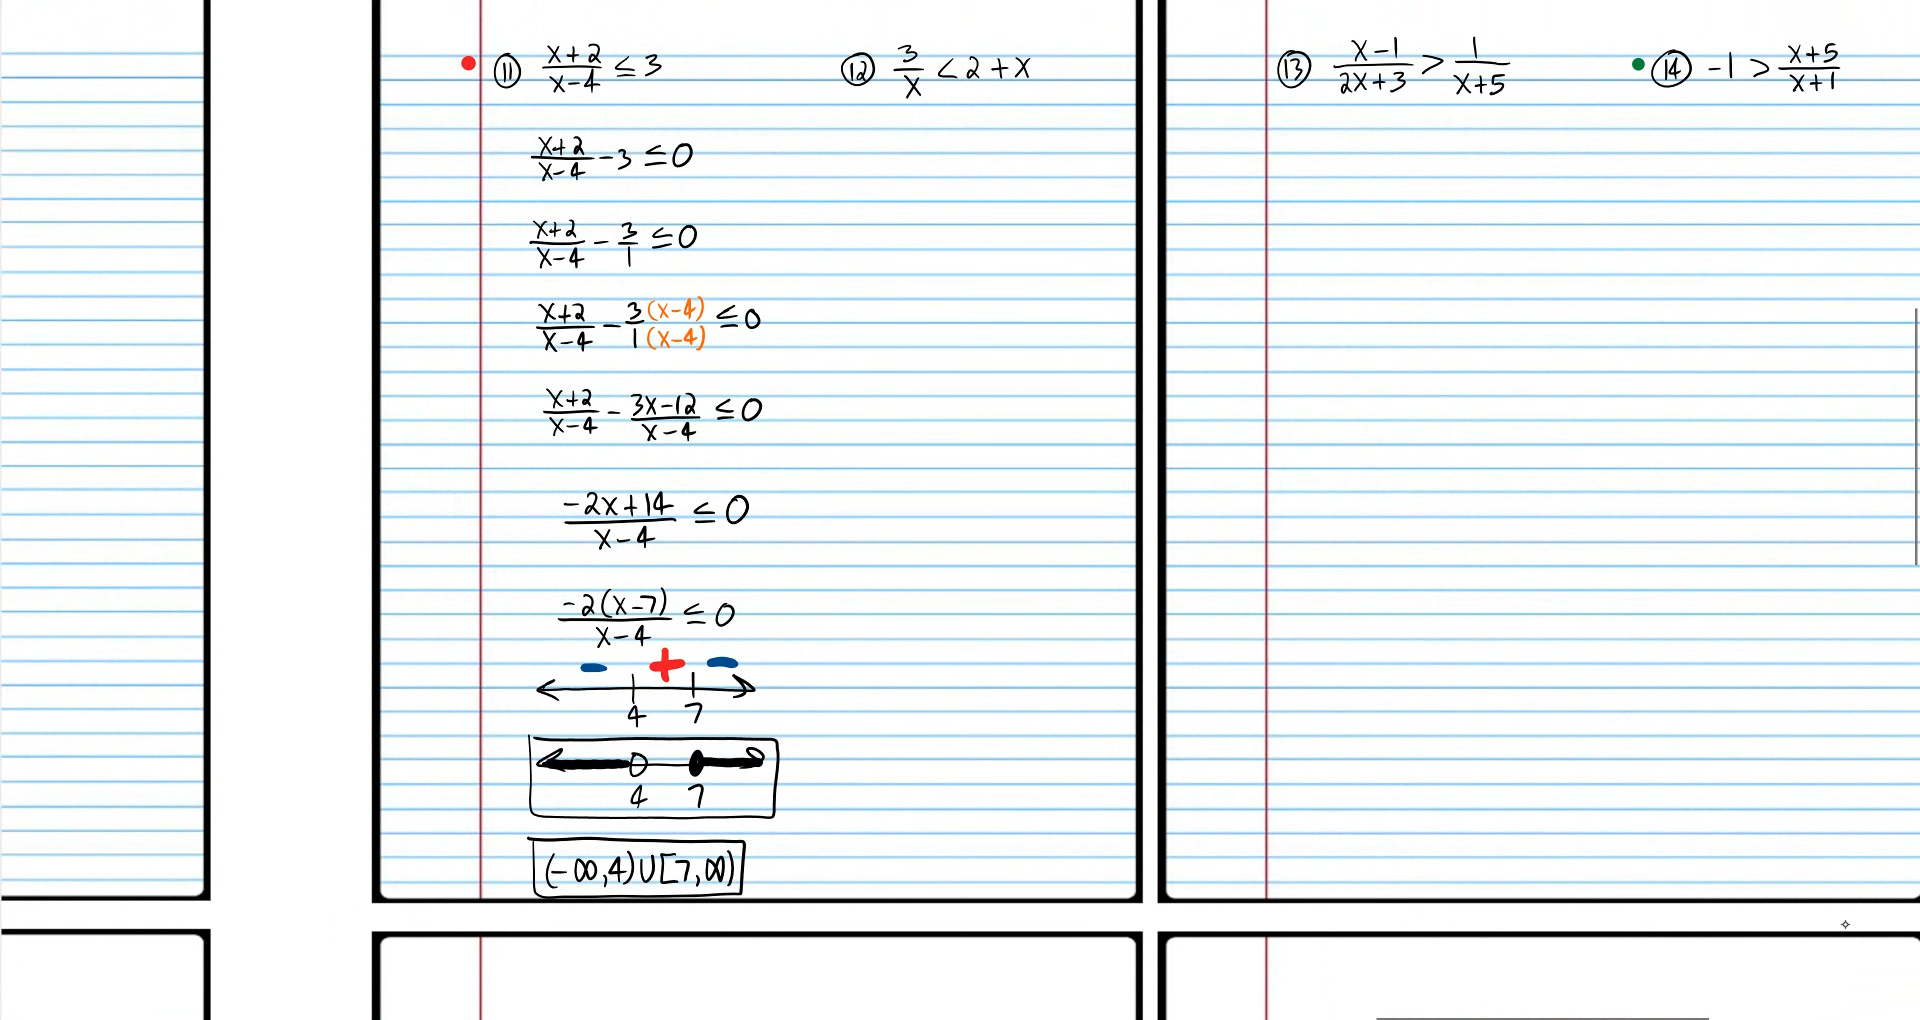 ⑪ (x+2)/(x-4) ≤ 3
(x+2)/(x-4) - 3 ≤ 0
(x+2)/(x-4) - 3/1 ≤ 0
(x+2)/(x-4) - 3(x-4)/1(x-4) ≤ 0
(x+2)/(x-4) - (3x-12)/(x-4) ≤ 0
(-2x+14)/(x-4) ≤ 0
-2(x-7)/(x-4) ≤ 0
- + -
4 7
4 7
(-∞,4)∪[7,∞)
⑫ 3/x < 2 + x
⑬ (x-1)/(2x+3) > 1/(x+5)
⑭ -1 > (x+5)/(x+1)